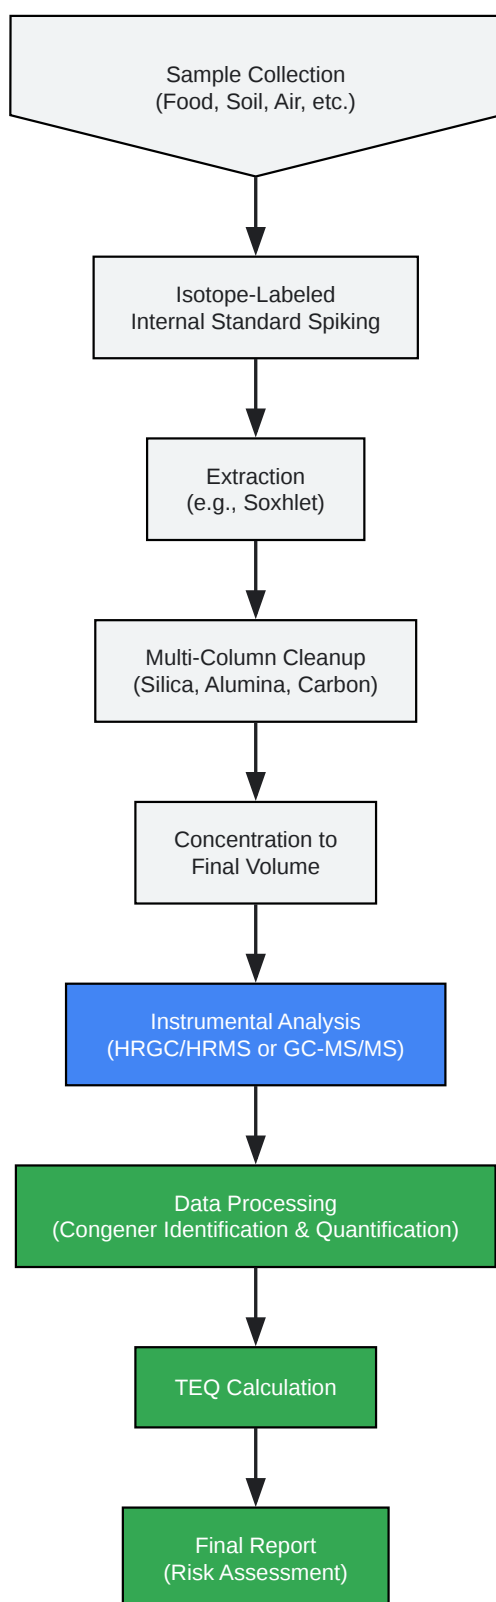 Sample Collection
(Food, Soil, Air, etc.)
Isotope-Labeled
Internal Standard Spiking
Extraction
(e.g., Soxhlet)
Multi-Column Cleanup
(Silica, Alumina, Carbon)
Concentration to
Final Volume
Instrumental Analysis
(HRGC/HRMS or GC-MS/MS)
Data Processing
(Congener Identification & Quantification)
TEQ Calculation
Final Report
(Risk Assessment)